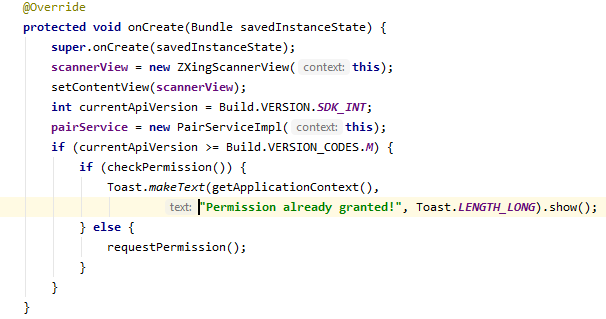 @Override
protected void onCreate(Bundle savedInstanceState) {
super.onCreate(savedInstanceState);
scannerView = new ZXingScannerView( context: this);
setContentView(scannerView);
int currentApiVersion = Build.VERSION.SDK_INT;
pairService = new PairServiceImpl( context: this);
if (currentApiVersion >= Build.VERSION_CODES.M) {
if (checkPermission()) {
Toast.makeText(getApplicationContext(),
text: "Permission already granted!", Toast.LENGTH_LONG).show();
} else {
requestPermission();
}
}
}